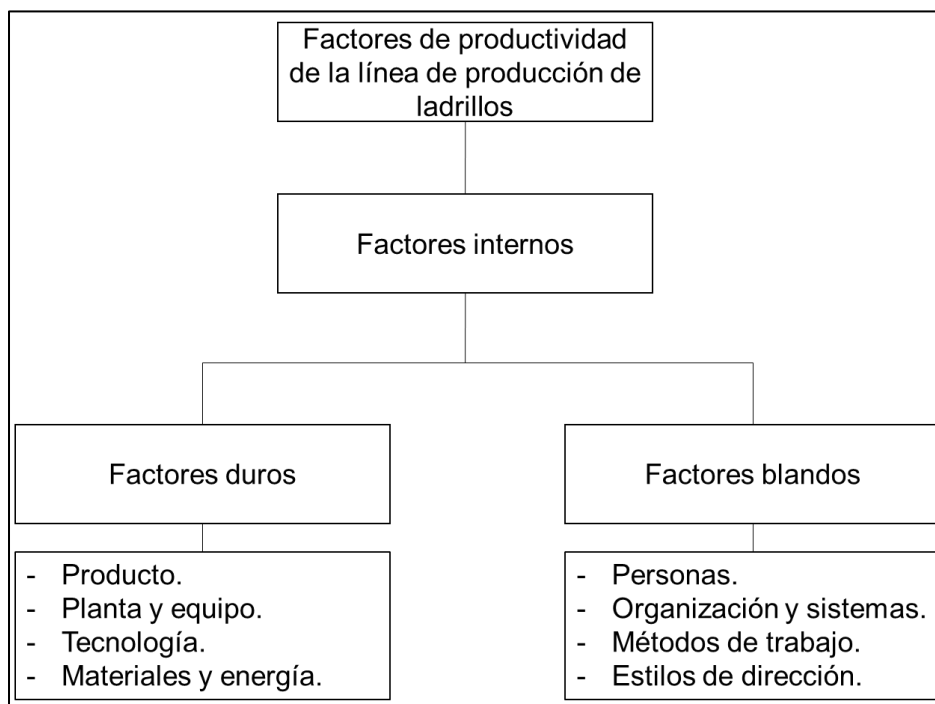 Factores de productividad
de la línea de producción de
ladrillos
Factores internos
Factores duros
Factores blandos
- Producto.
- Planta y equipo.
- Tecnología.
- Materiales y energía.
- Personas.
- Organización y sistemas.
- Métodos de trabajo.
- Estilos de dirección.